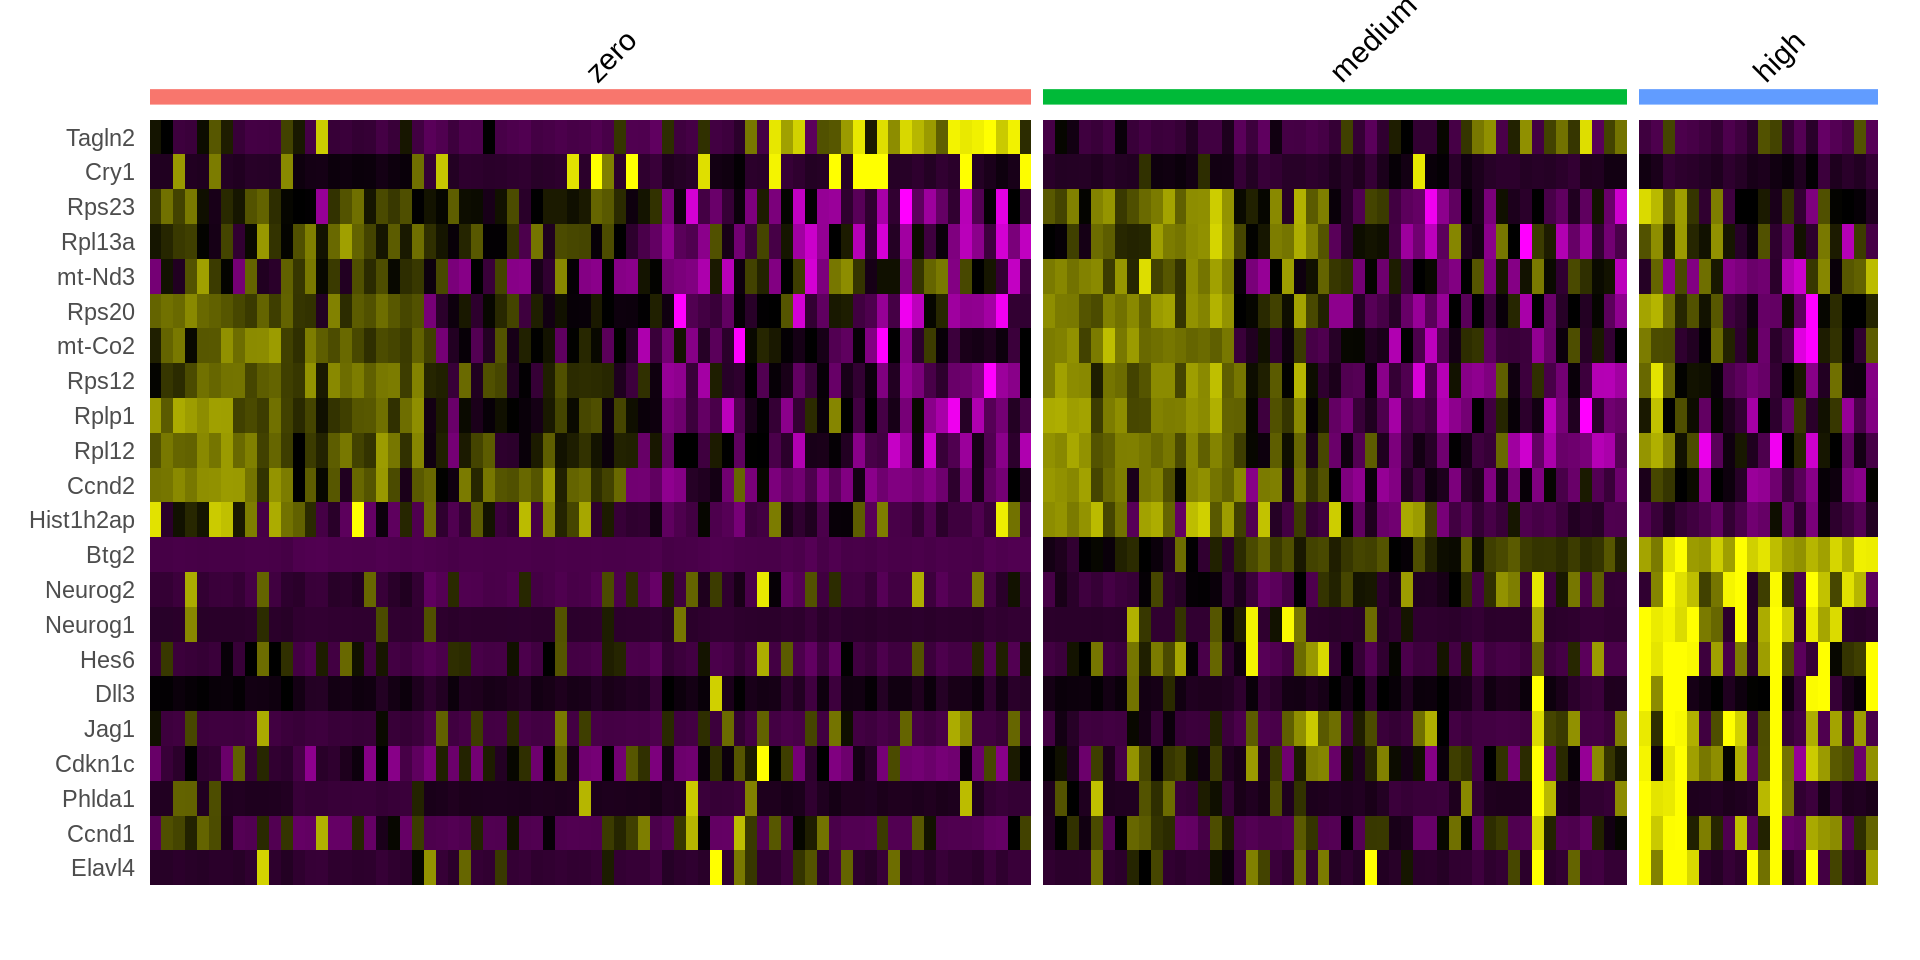 zero
medium
high
Tagln2
Cry1
Rps23
Rpl13a
mt-Nd3
Rps20
mt-Co2
Rps12
Rplp1
Rpl12
Ccnd2
Hist1h2ap
Btg2
Neurog2
Neurog1
Hes6
Dll3
Jag1
Cdkn1c
Phlda1
Ccnd1
Elavl4